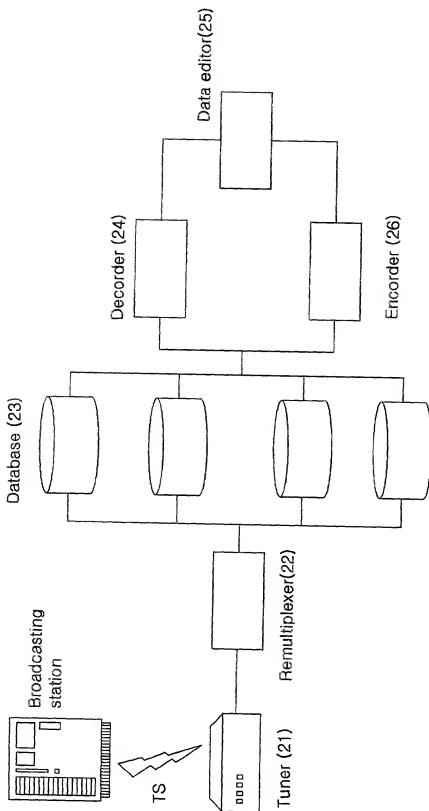 Broadcasting
station
TS
Tuner (21)
Remultiplexer(22)
Database (23)
Decorder (24)
Data editor(25)
Encorder (26)